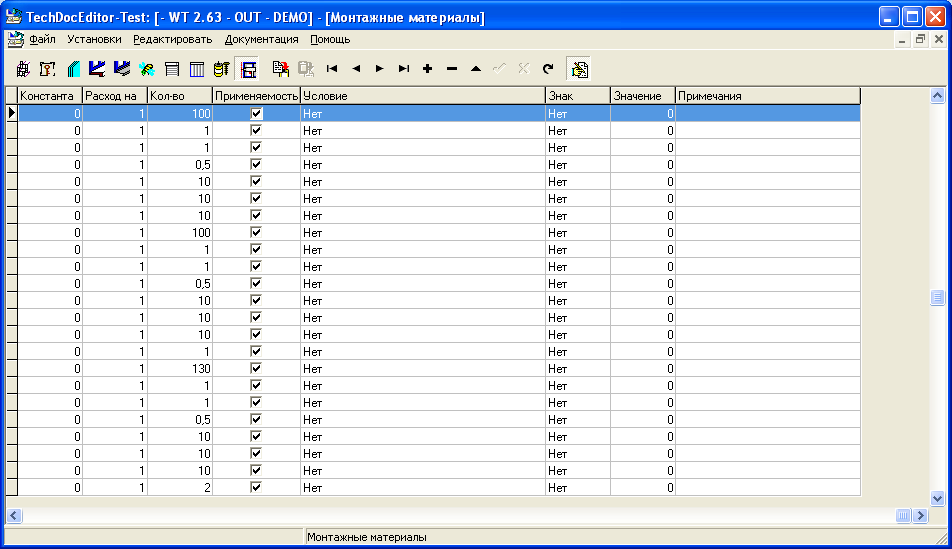 TechDocEditor-Test: [- WT 2.63 - OUT - DEMO] - [Монтажные материалы]
Файл Установки Редактировать Документация Помощь
Константа Расход на Кол-во Применяемость Условие Знак Значение Примечания
0 1 100 Нет Нет 0
0 1 1 Нет Нет 0
0 1 1 Нет Нет 0
0 1 0,5 Нет Нет 0
0 1 10 Нет Нет 0
0 1 10 Нет Нет 0
0 1 10 Нет Нет 0
0 1 100 Нет Нет 0
0 1 1 Нет Нет 0
0 1 1 Нет Нет 0
0 1 0,5 Нет Нет 0
0 1 10 Нет Нет 0
0 1 10 Нет Нет 0
0 1 10 Нет Нет 0
0 1 1 Нет Нет 0
0 1 130 Нет Нет 0
0 1 1 Нет Нет 0
0 1 1 Нет Нет 0
0 1 0,5 Нет Нет 0
0 1 10 Нет Нет 0
0 1 10 Нет Нет 0
0 1 10 Нет Нет 0
0 1 2 Нет Нет 0
Монтажные материалы